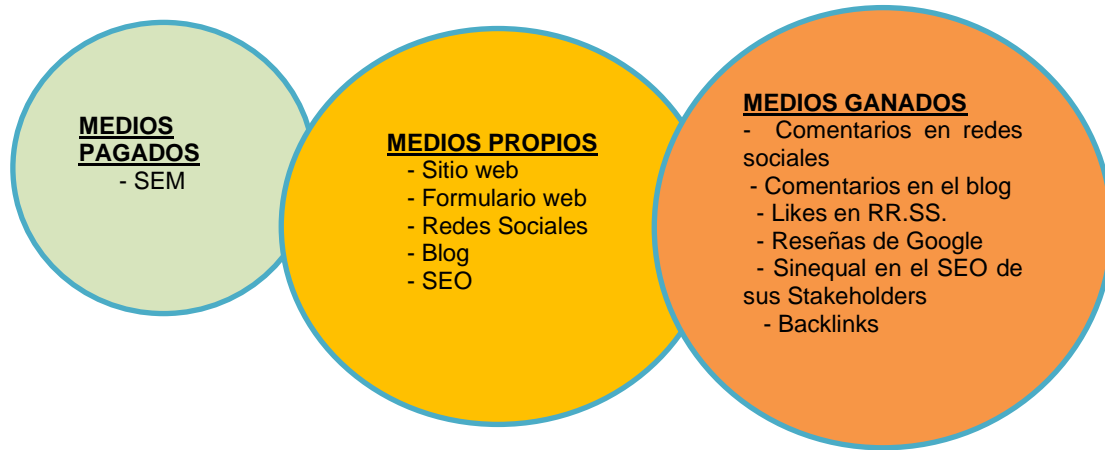 MEDIOS
PAGADOS
- SEM
MEDIOS PROPIOS
- Sitio web
- Formulario web
- Redes Sociales
- Blog
- SEO
MEDIOS GANADOS
- Comentarios en redes
sociales
- Comentarios en el blog
- Likes en RR.SS.
- Reseñas de Google
- Sinequal en el SEO de
sus Stakeholders
- Backlinks